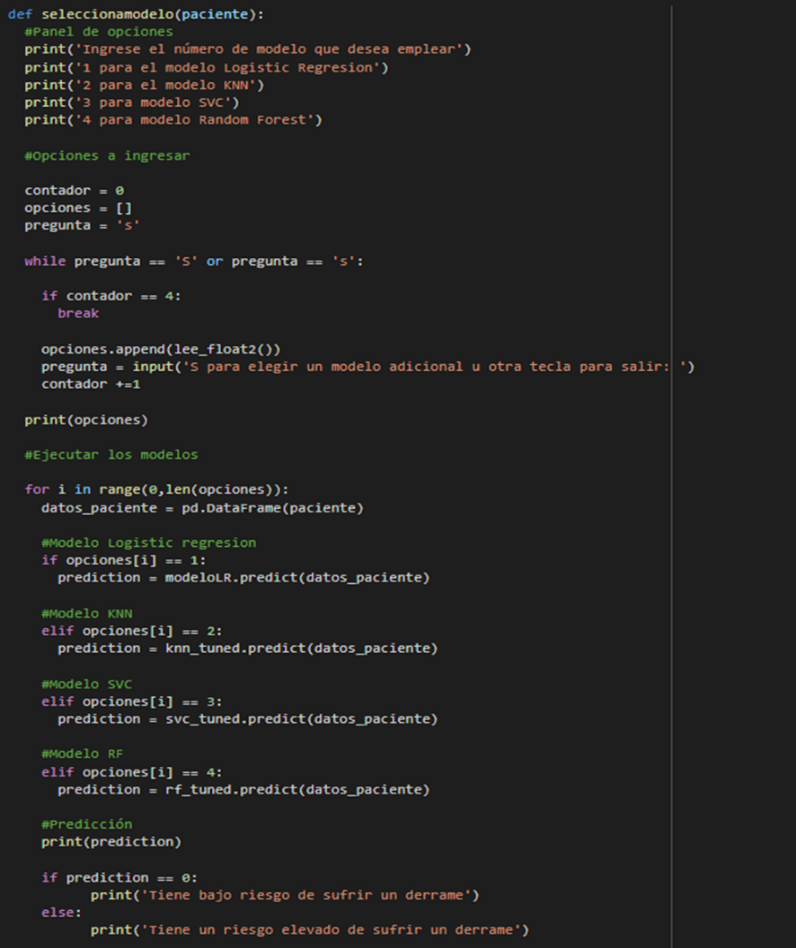 def seleccionamodelo(paciente):
  #Panel de opciones
  print('Ingrese el número de modelo que desea emplear')
  print('1 para el modelo Logistic Regresion')
  print('2 para el modelo KNN')
  print('3 para modelo SVC')
  print('4 para modelo Random Forest')

  #Opciones a ingresar

  contador = 0
  opciones = []
  pregunta = 's'

  while pregunta == 'S' or pregunta == 's':

    if contador == 4:
      break

    opciones.append(lee_float2())
    pregunta = input('S para elegir un modelo adicional u otra tecla para salir: ')
    contador +=1

  print(opciones)

  #Ejecutar los modelos

  for i in range(0,len(opciones)):
    datos_paciente = pd.DataFrame(paciente)

    #Modelo Logistic regresion
    if opciones[i] == 1:
      prediction = modeloLR.predict(datos_paciente)

    #Modelo KNN
    elif opciones[i] == 2:
      prediction = knn_tuned.predict(datos_paciente)

    #Modelo SVC
    elif opciones[i] == 3:
      prediction = svc_tuned.predict(datos_paciente)

    #Modelo RF
    elif opciones[i] == 4:
      prediction = rf_tuned.predict(datos_paciente)

    #Predicción
    print(prediction)

    if prediction == 0:
          print('Tiene bajo riesgo de sufrir un derrame')
    else:
          print('Tiene un riesgo elevado de sufrir un derrame')